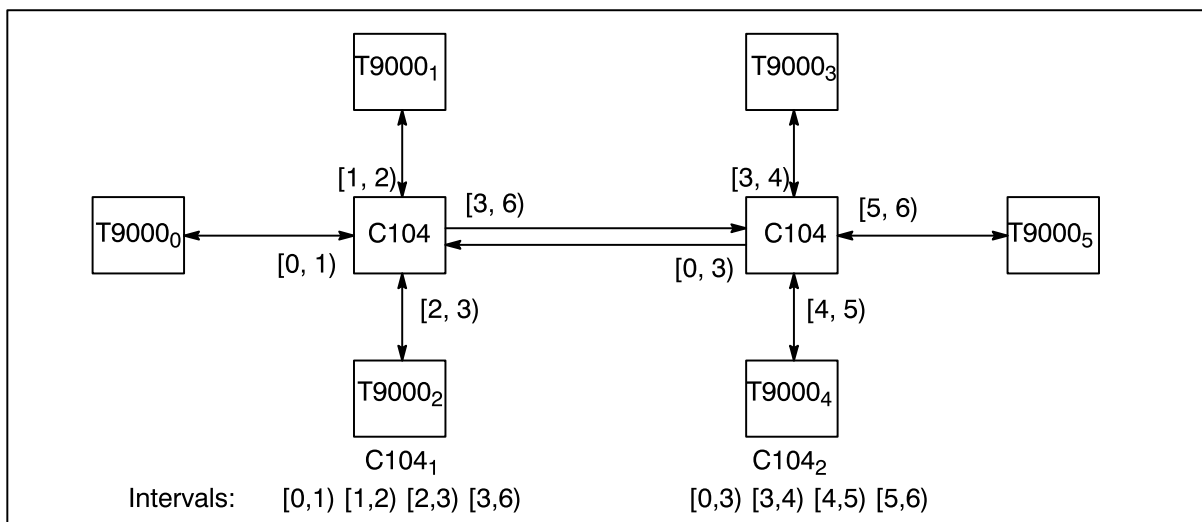 T9000₁ T9000₃
[1, 2) [3, 4)
[3, 6) [5, 6)
T9000₀ C104 C104 T9000₅
[0, 1) [0, 3)
[2, 3) [4, 5)
T9000₂ T9000₄
C104₁ C104₂
Intervals: [0,1) [1,2) [2,3) [3,6) [0,3) [3,4) [4,5) [5,6)